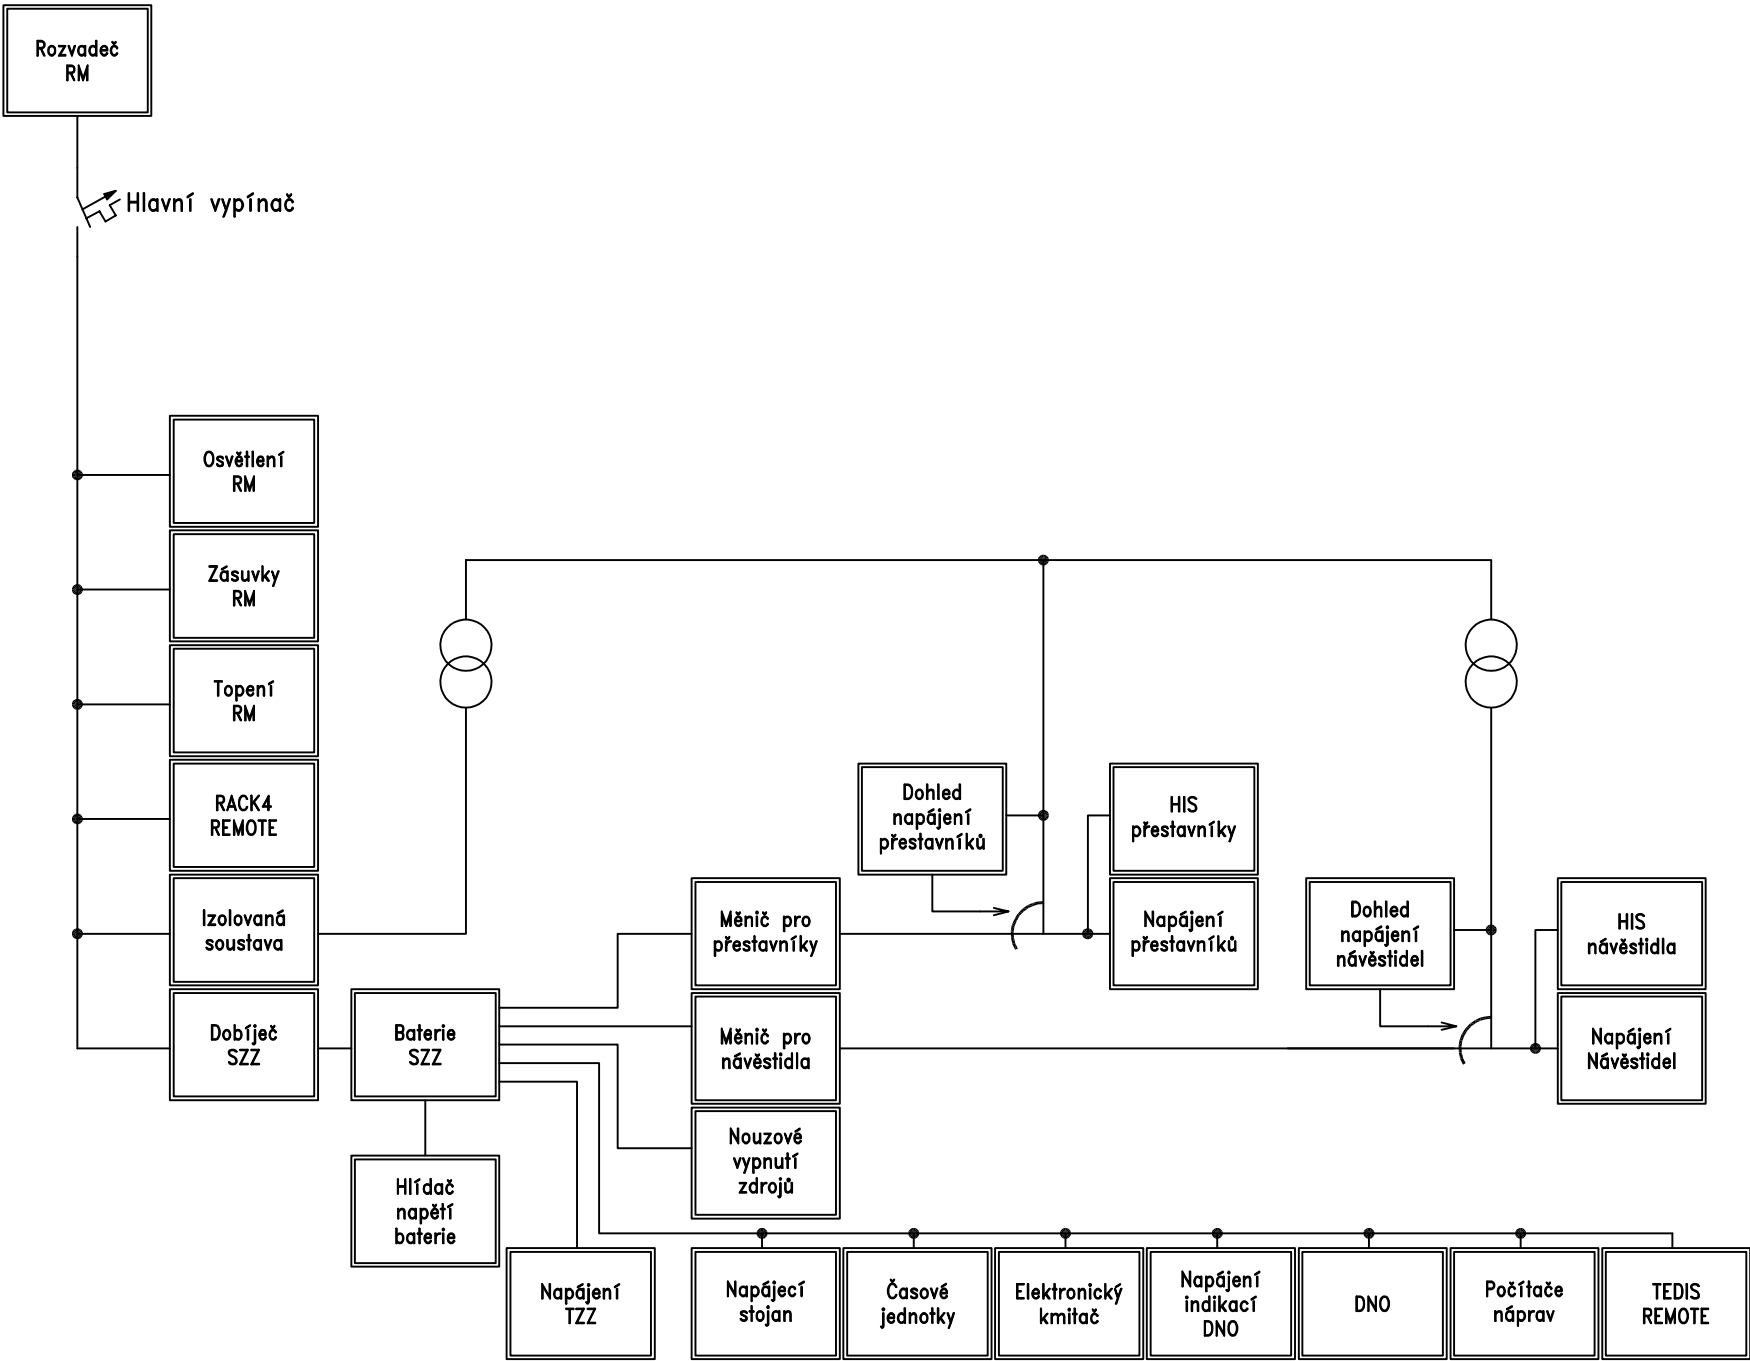 Rozvadeč
RM
Hlavní vypínač
Osvětlení
RM
Zásuvky
RM
Topení
RM
RACK4
REMOTE
Izolovaná
soustava
Dobíječ
SZZ
Baterie
SZZ
Hlídač
napětí
baterie
Měnič pro
přestavníky
Měnič pro
návěstidla
Nouzové
vypnutí
zdrojů
Dohled
napájení
přestavníků
HIS
přestavníky
Napájení
přestavníků
Dohled
napájení
návěstidel
HIS
návěstidla
Napájení
Návěstidel
Napájení
TZZ
Napájecí
stojan
Časové
jednotky
Elektronický
kmitač
Napájení
indikací
DNO
DNO
Počítače
náprav
TEDIS
REMOTE